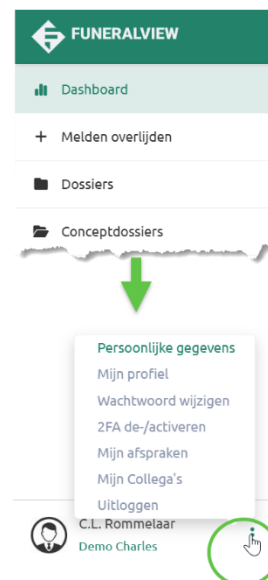 FUNERALVIEW
Dashboard
Melden overlijden
Dossiers
Conceptdossiers
Persoonlijke gegevens
Mijn profiel
Wachtwoord wijzigen
2FA de-/activeren
Mijn afspraken
Mijn Collega's
Uitloggen
C.L. Rommelaar
Demo Charles